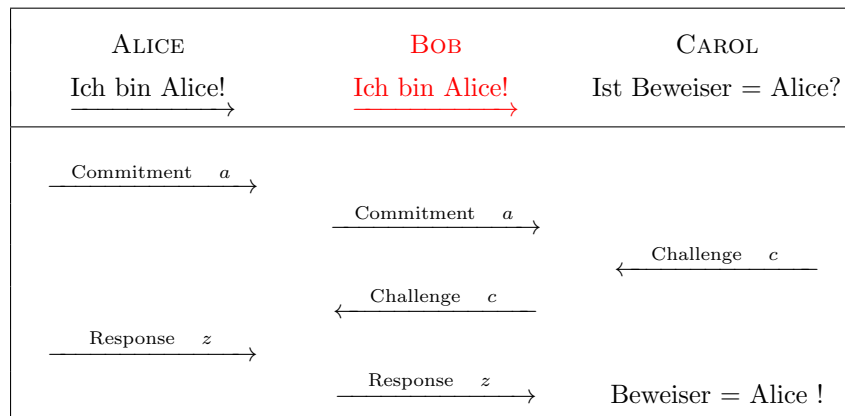 ALICE BOB CAROL
Ich bin Alice! Ich bin Alice! Ist Beweiser = Alice?
Commitment a
Commitment a
Challenge c
Challenge c
Response z
Response z Beweiser = Alice !